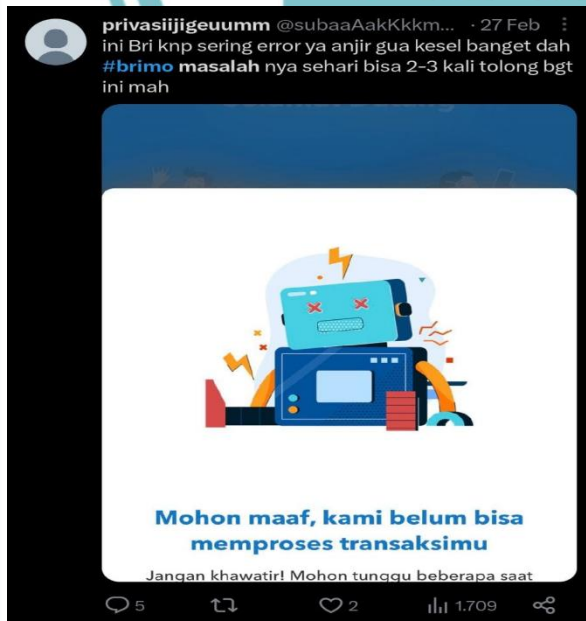 privasiijigeuumm @subaaAakKkkm... · 27 Feb
ini Bri knp sering error ya anjir gua kesel banget dah
#brimo masalah nya sehari bisa 2-3 kali tolong bgt
ini mah
Selamat Datang
Mohon maaf, kami belum bisa
memproses transaksimu
Jangan khawatir! Mohon tunggu beberapa saat
5 2 1.709